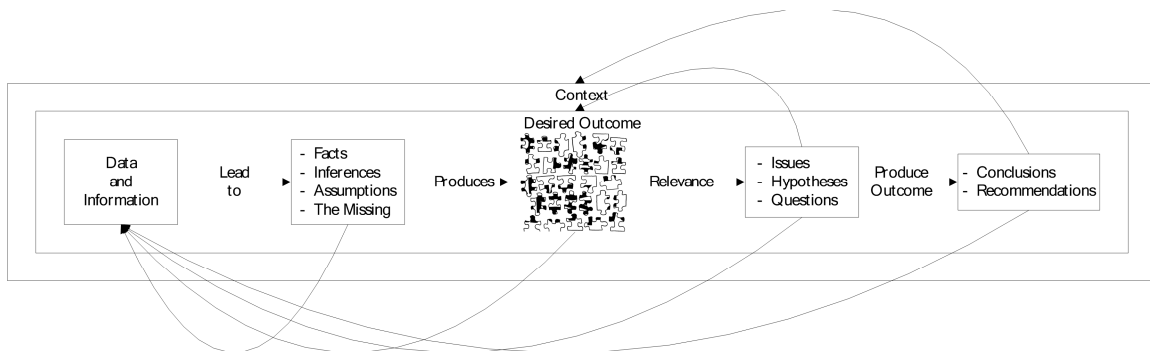 Context
Desired Outcome
Data
and
Information
Lead
to
- Facts
- Inferences
- Assumptions
- The Missing
Produces
Relevance
- Issues
- Hypotheses
- Questions
Produce
Outcome
- Conclusions
- Recommendations